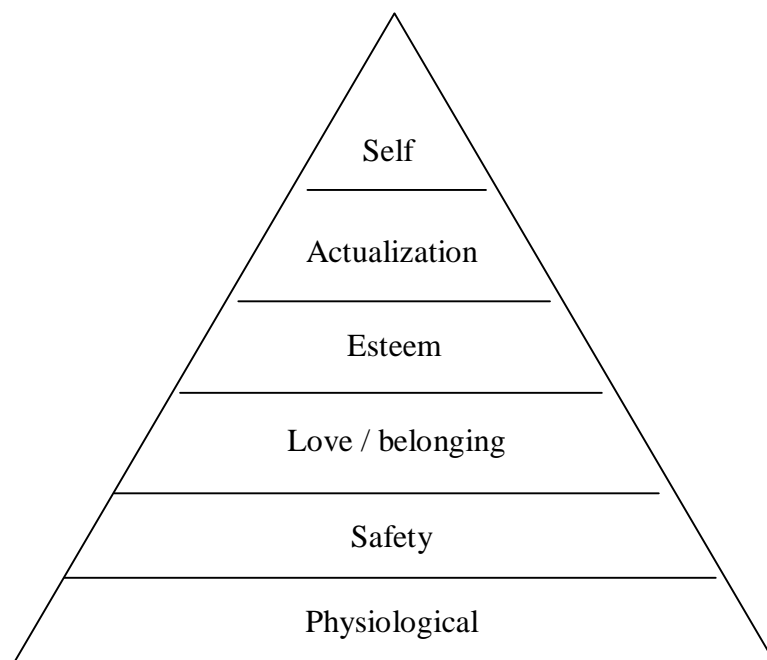 Self
Actualization
Esteem
Love / belonging
Safety
Physiological